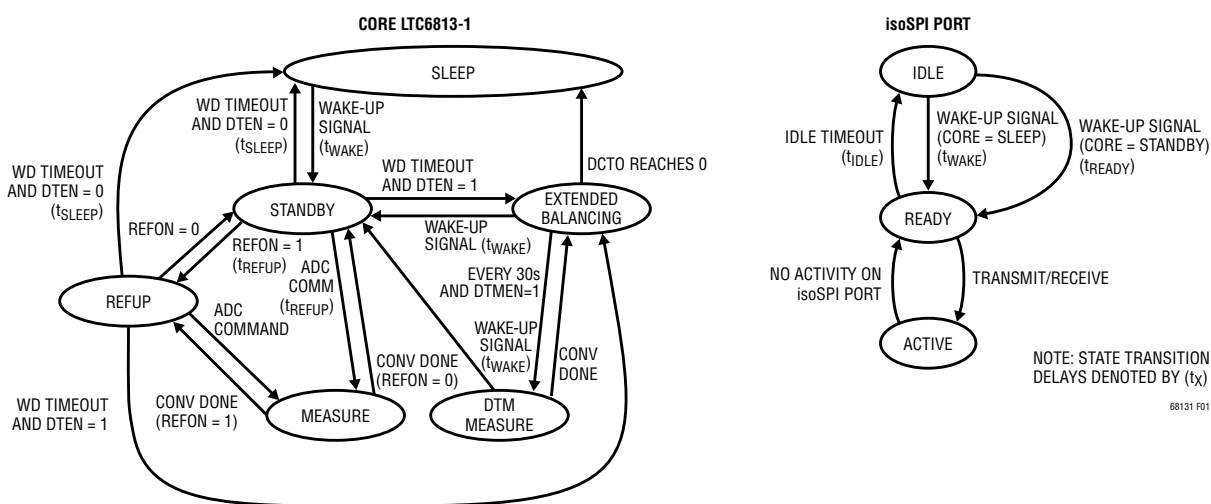 CORE LTC6813-1
SLEEP
WD TIMEOUT
AND DTEN = 0
(tSLEEP)
WAKE-UP
SIGNAL
(tWAKE)
WD TIMEOUT
AND DTEN = 0
(tSLEEP)
WD TIMEOUT
AND DTEN = 1
DCTO REACHES 0
STANDBY
EXTENDED
BALANCING
WAKE-UP
SIGNAL (tWAKE)
REFON = 0
REFON = 1
(tREFUP)
ADC
COMM
(tREFUP)
EVERY 30s
AND DTMEN=1
REFUP
ADC
COMMAND
WAKE-UP
SIGNAL
(tWAKE)
CONV
DONE
CONV DONE
(REFON = 0)
CONV DONE
(REFON = 1)
MEASURE
DTM
MEASURE
WD TIMEOUT
AND DTEN = 1
isoSPI PORT
IDLE
IDLE TIMEOUT
(tIDLE)
WAKE-UP SIGNAL
(CORE = SLEEP)
(tWAKE)
WAKE-UP SIGNAL
(CORE = STANDBY)
(tREADY)
READY
NO ACTIVITY ON
isoSPI PORT
TRANSMIT/RECEIVE
ACTIVE
NOTE: STATE TRANSITION
DELAYS DENOTED BY (tX)
68131 F01